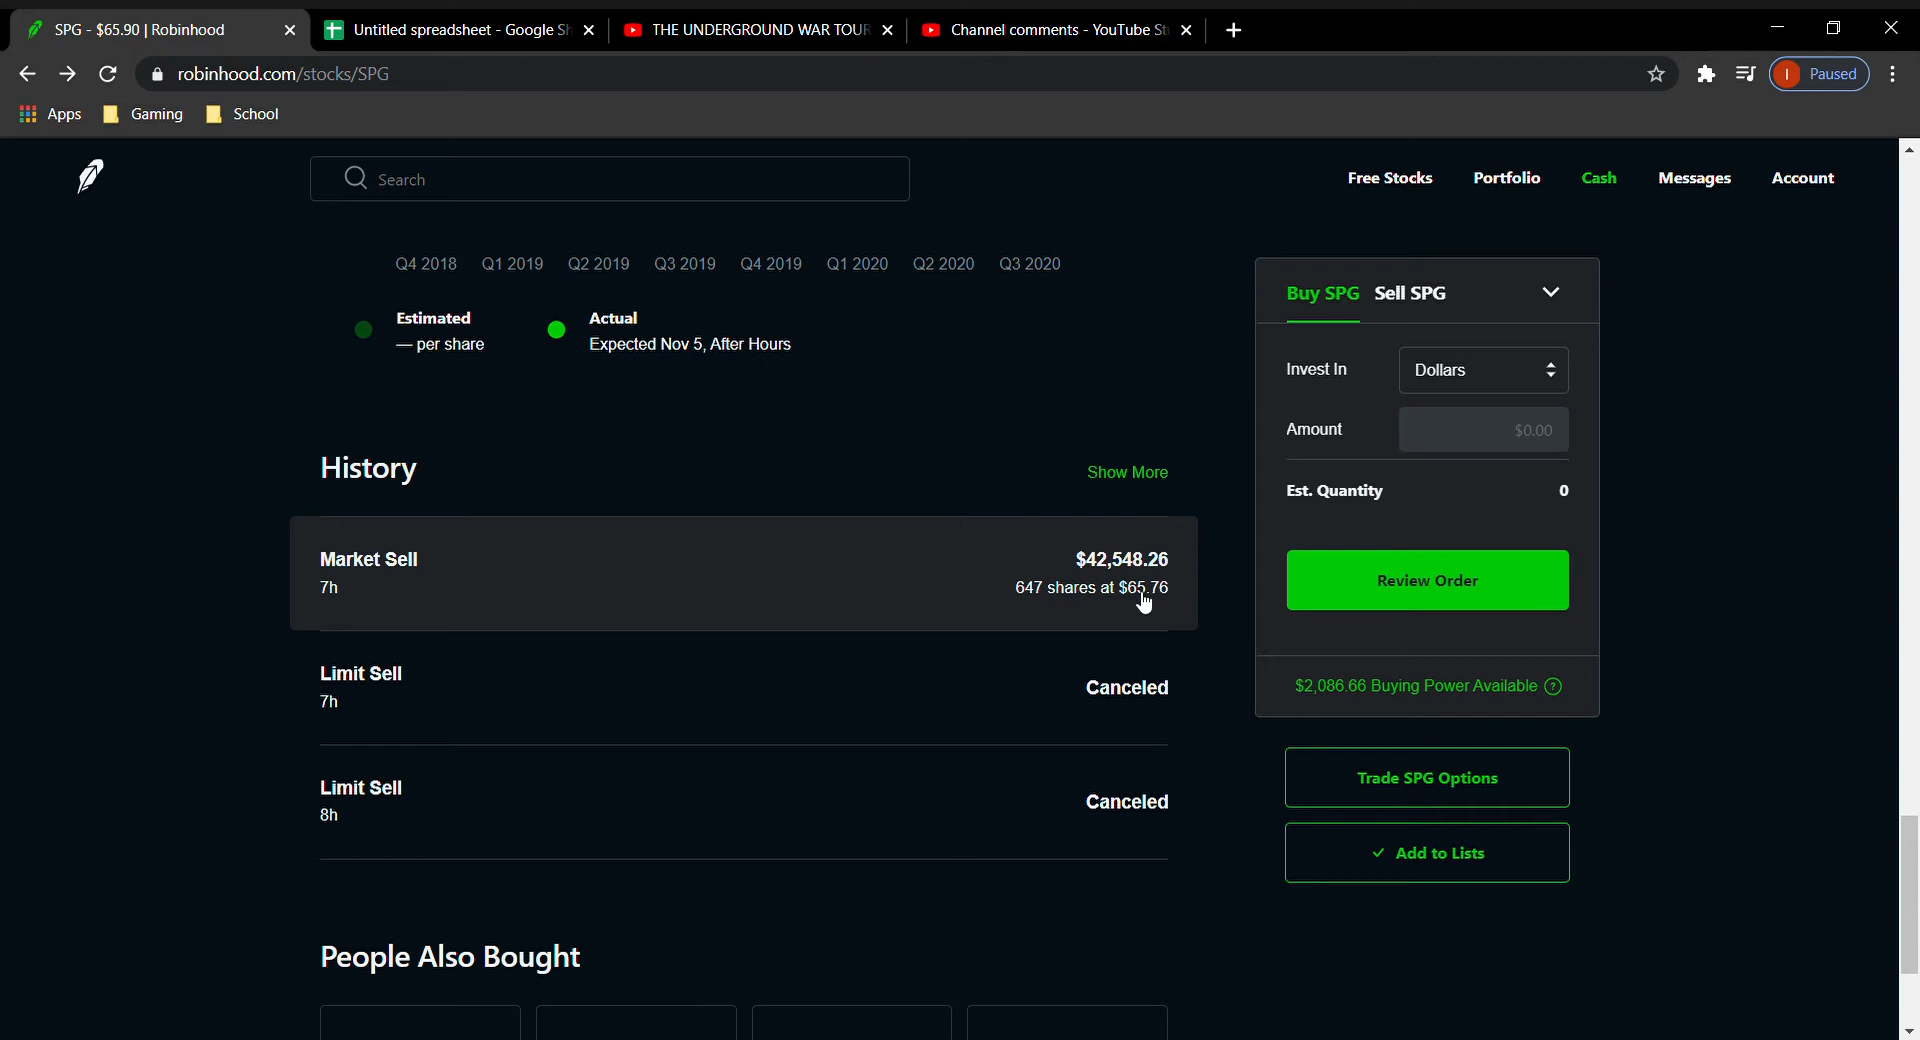 SPG - $65.90 | Robinhood
Untitled spreadsheet - Google Sh
THE UNDERGROUND WAR TOUR
Channel comments - YouTube St
robinhood.com/stocks/SPG
I Paused
Apps
Gaming
School
Search
Free Stocks
Portfolio
Cash
Messages
Account
Q4 2018 Q1 2019 Q2 2019 Q3 2019 Q4 2019 Q1 2020 Q2 2020 Q3 2020
Estimated
— per share
Actual
Expected Nov 5, After Hours
History
Show More
Market Sell
$42,548.26
7h
647 shares at $65.76
Limit Sell
7h
Canceled
Limit Sell
8h
Canceled
People Also Bought
Buy SPG Sell SPG
Invest In
Dollars
Amount
$0.00
Est. Quantity
0
Review Order
$2,086.66 Buying Power Available ?
Trade SPG Options
✓ Add to Lists